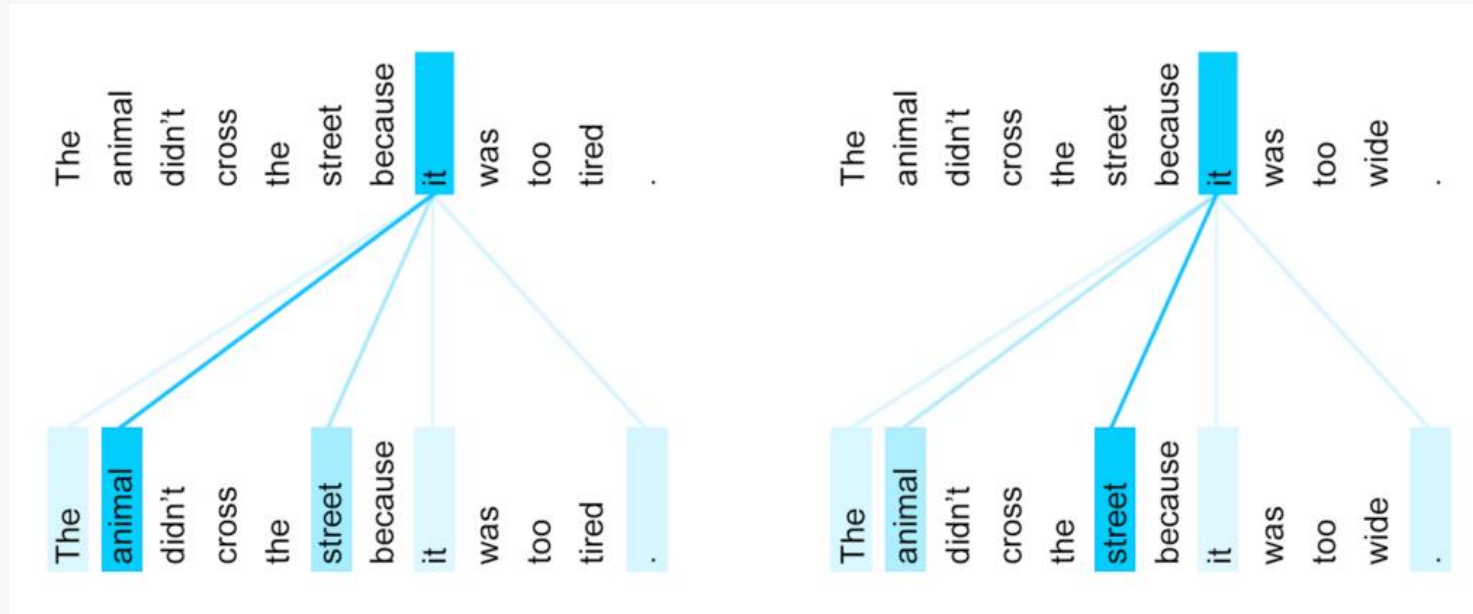 The animal didn't cross the street because it was too tired .
The animal didn't cross the street because it was too wide .
The animal didn't cross the street because it was too tired .
The animal didn't cross the street because it was too wide .